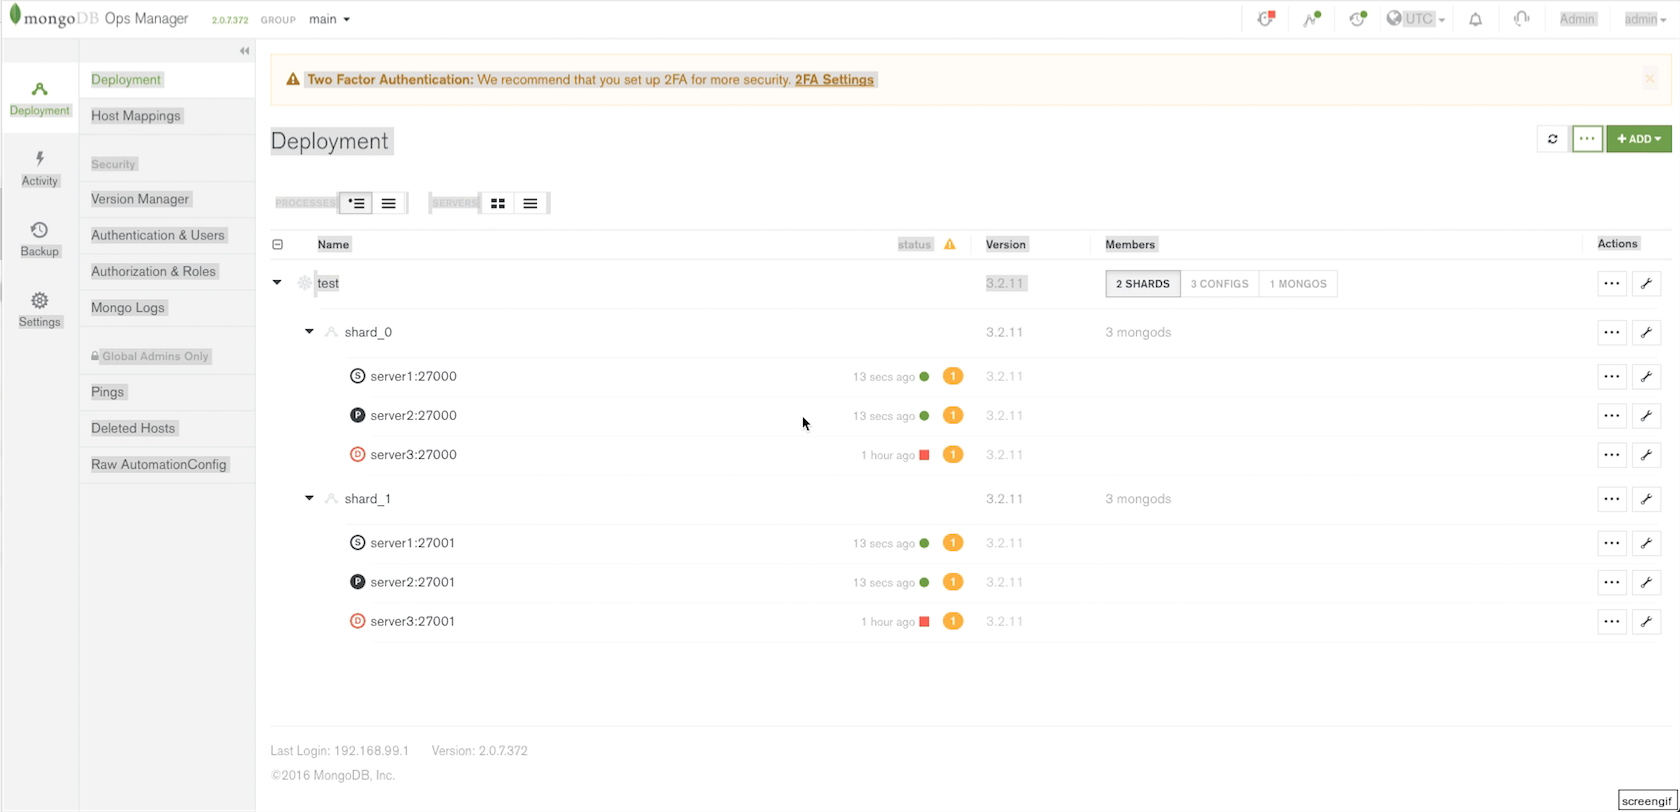 mongoDB Ops Manager 2.0.7.372 GROUP main UTC Admin admin
Deployment
Activity
Backup
Settings
Deployment
Host Mappings
Security
Version Manager
Authentication & Users
Authorization & Roles
Mongo Logs
Global Admins Only
Pings
Deleted Hosts
Raw AutomationConfig
Two Factor Authentication: We recommend that you set up 2FA for more security. 2FA Settings ×
Deployment ... + ADD
PROCESSES SERVERS
Name status Version Members Actions
test 3.2.11 2 SHARDS 3 CONFIGS 1 MONGOS ...
shard_0 3.2.11 3 mongods ...
S server1:27000 13 secs ago 1 3.2.11 ...
P server2:27000 13 secs ago 1 3.2.11 ...
D server3:27000 1 hour ago 1 3.2.11 ...
shard_1 3.2.11 3 mongods ...
S server1:27001 13 secs ago 1 3.2.11 ...
P server2:27001 13 secs ago 1 3.2.11 ...
D server3:27001 1 hour ago 1 3.2.11 ...
Last Login: 192.168.99.1 Version: 2.0.7.372
©2016 MongoDB, Inc.
screengif